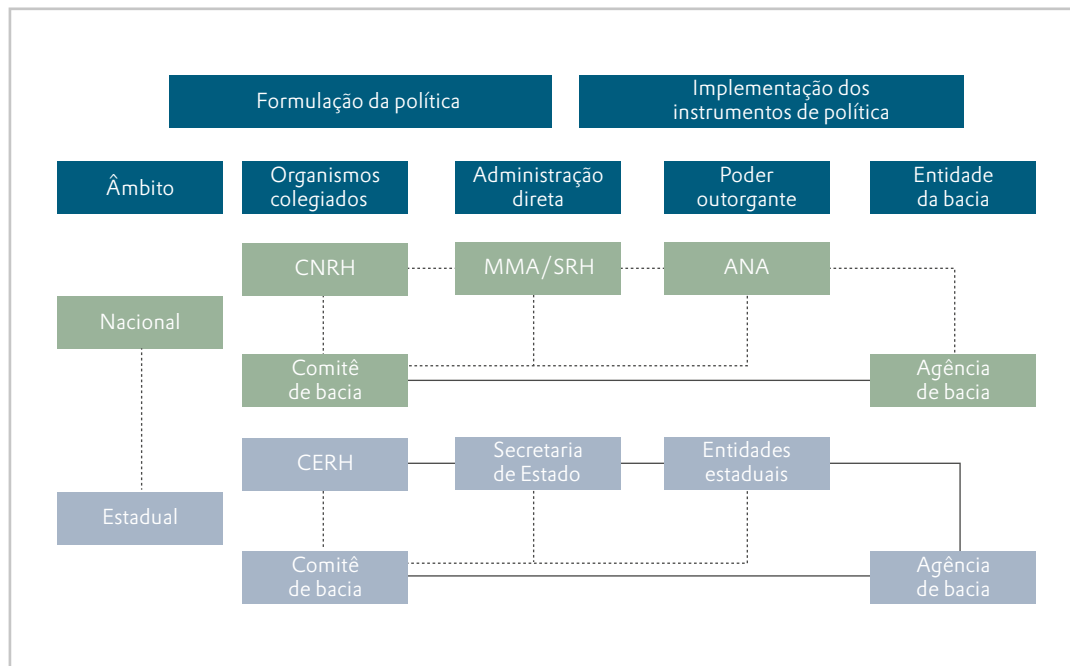 Formulação da política
Implementação dos
instrumentos de política
Âmbito
Organismos
colegiados
Administração
direta
Poder
outorgante
Entidade
da bacia
CNRH
MMA/SRH
ANA
Nacional
Comitê
de bacia
Agência
de bacia
CERH
Secretaria
de Estado
Entidades
estaduais
Estadual
Comitê
de bacia
Agência
de bacia